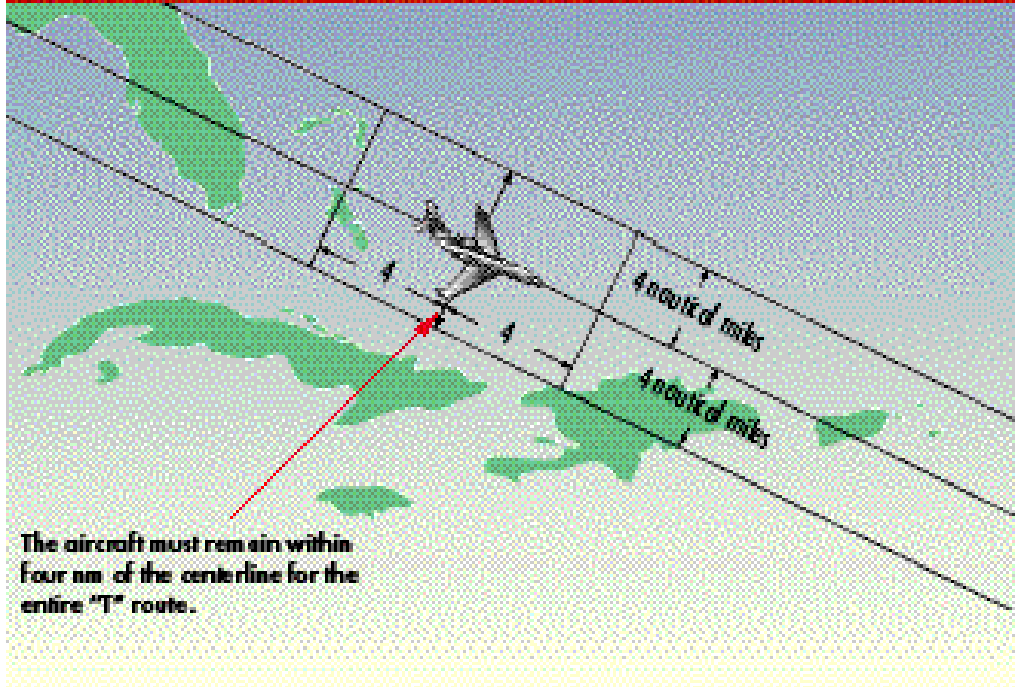 4
4
4 nautical miles
4 nautical miles
The aircraft must remain within
four nm of the centerline for the
entire "T" route.